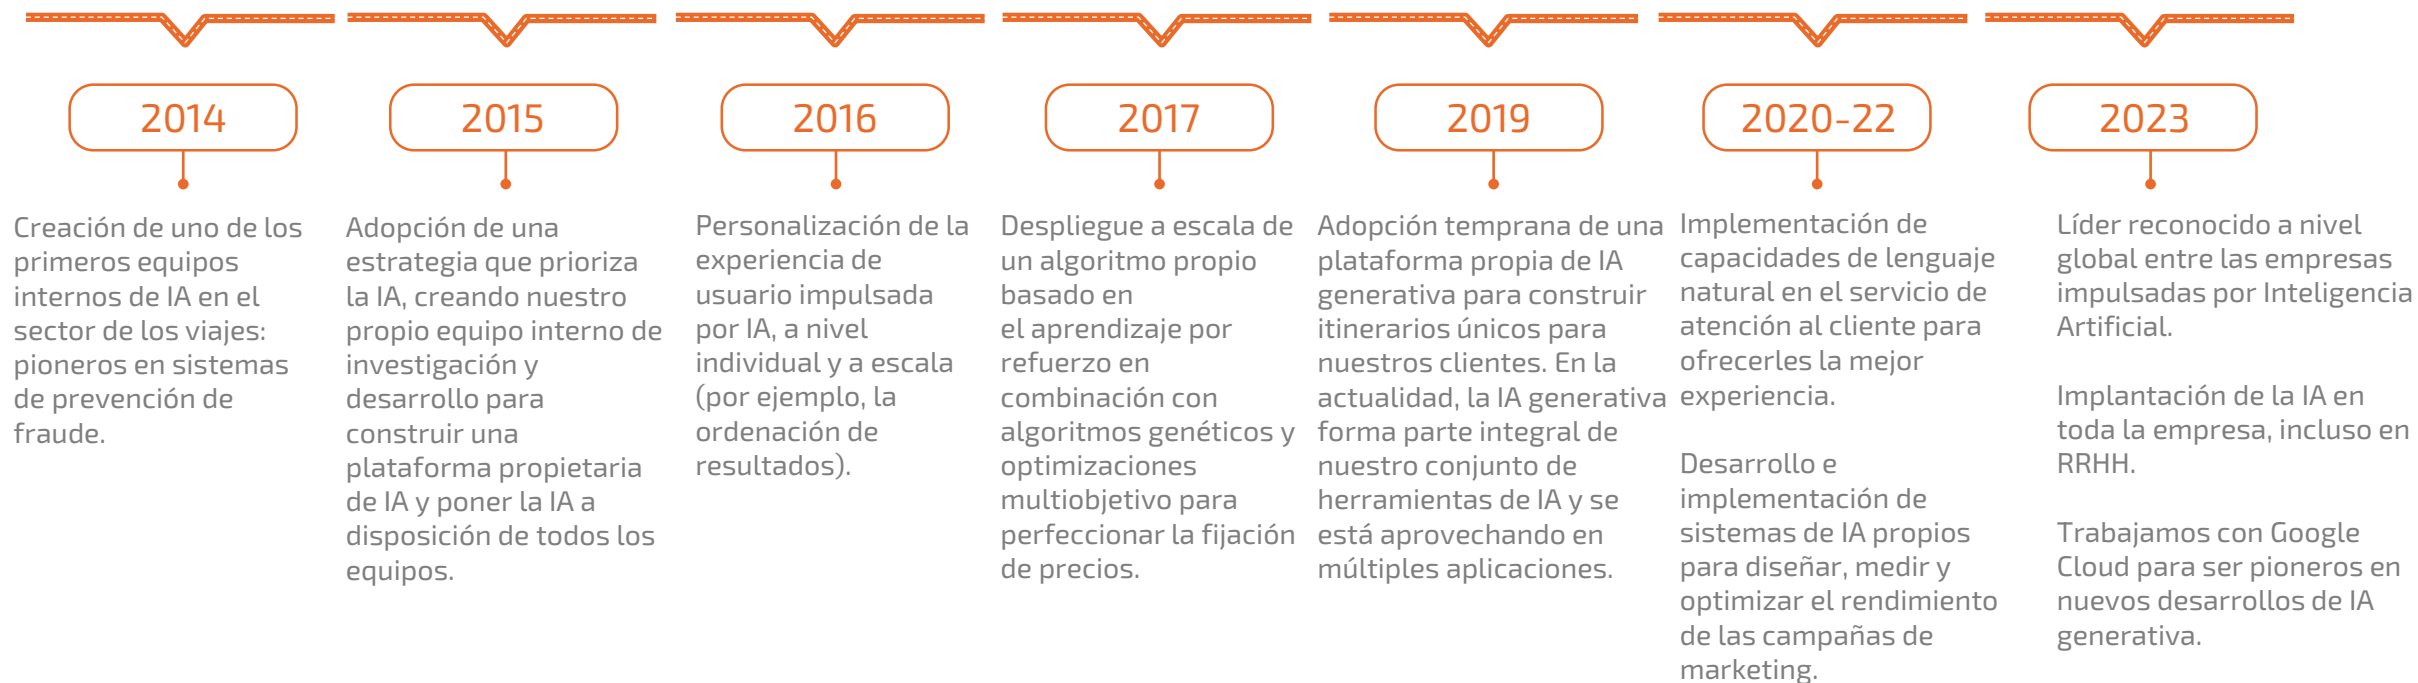 2014
Creación de uno de los
primeros equipos
internos de IA en el
sector de los viajes:
pioneros en sistemas
de prevención de
fraude.
2015
Adopción de una
estrategia que prioriza
la IA, creando nuestro
propio equipo interno de
investigación y
desarrollo para
construir una
plataforma propietaria
de IA y poner la IA a
disposición de todos los
equipos.
2016
Personalización de la
experiencia de
usuario impulsada
por IA, a nivel
individual y a escala
(por ejemplo, la
ordenación de
resultados).
2017
Despliegue a escala de
un algoritmo propio
basado en
el aprendizaje por
refuerzo en
combinación con
algoritmos genéticos y
optimizaciones
multiobjetivo para
perfeccionar la fijación
de precios.
2019
Adopción temprana de una
plataforma propia de IA
generativa para construir
itinerarios únicos para
nuestros clientes. En la
actualidad, la IA generativa
forma parte integral de
nuestro conjunto de
herramientas de IA y se
está aprovechando en
múltiples aplicaciones.
2020-22
Implementación de
capacidades de lenguaje
natural en el servicio de
atención al cliente para
ofrecerles la mejor
experiencia.
Desarrollo e
implementación de
sistemas de IA propios
para diseñar, medir y
optimizar el rendimiento
de las campañas de
marketing.
2023
Líder reconocido a nivel
global entre las empresas
impulsadas por Inteligencia
Artificial.
Implantación de la IA en
toda la empresa, incluso en
RRHH.
Trabajamos con Google
Cloud para ser pioneros en
nuevos desarrollos de IA
generativa.